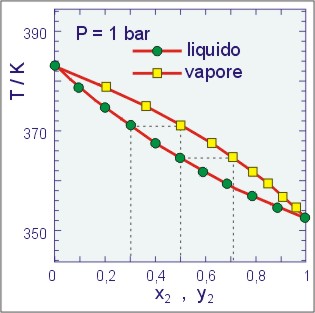 P = 1 bar
liquido
vapore
T / K
390
370
350
0 0,2 0,4 0,6 0,8 1
x2 , y2